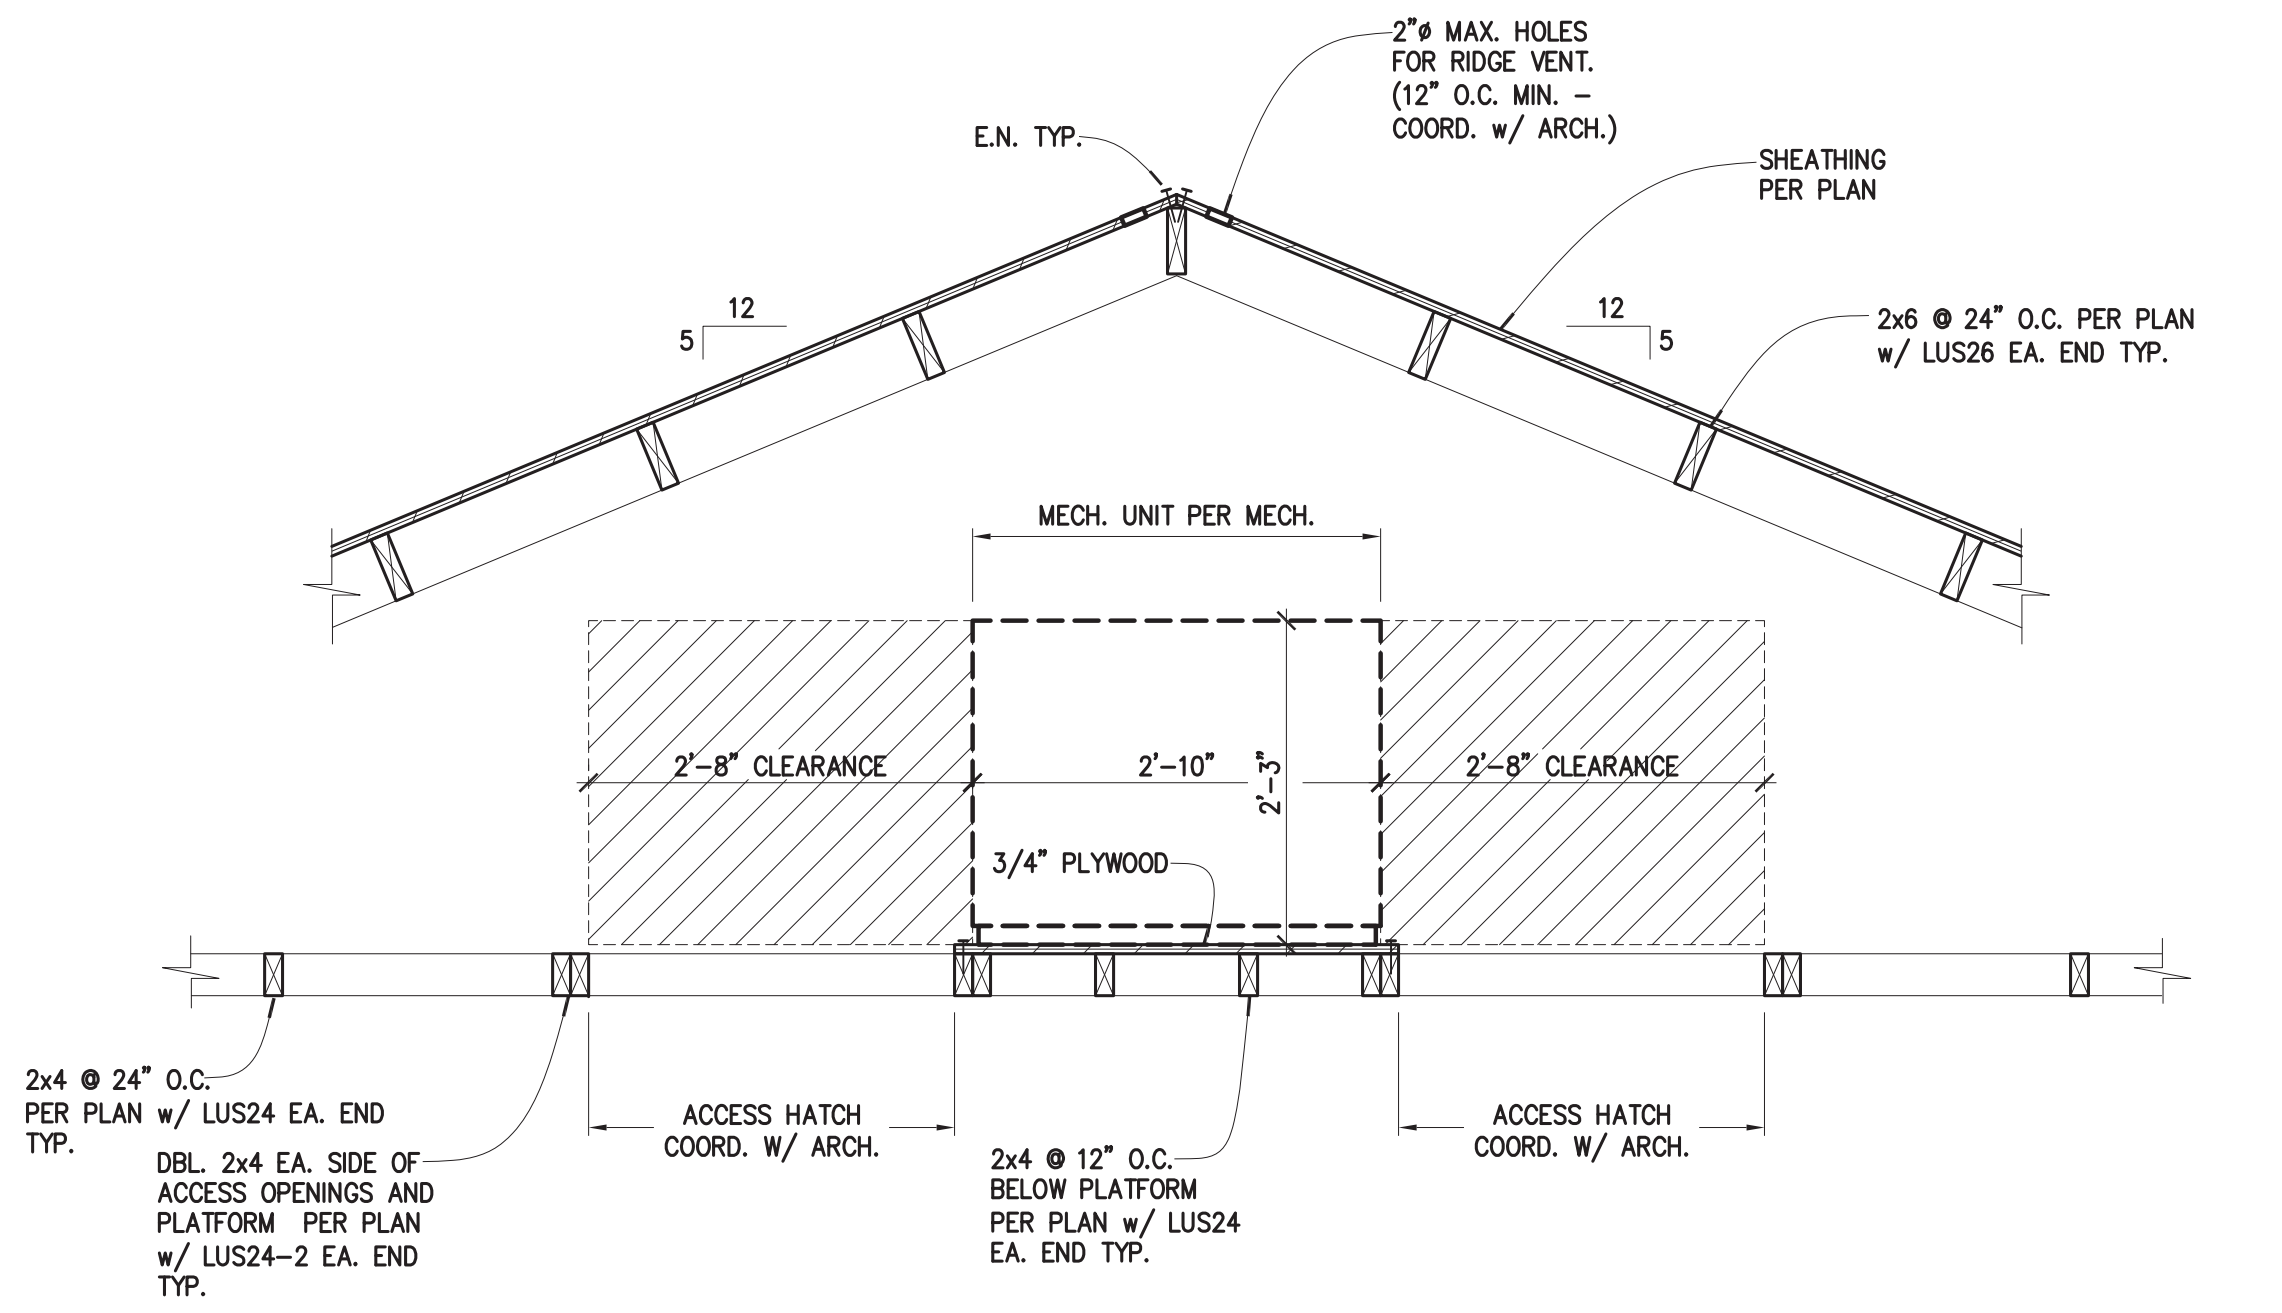 2"ø MAX. HOLES
FOR RIDGE VENT.
(12" O.C. MIN. –
COORD. w/ ARCH.)
E.N. TYP.
SHEATHING
PER PLAN
12
5
12
5
2x6 @ 24" O.C. PER PLAN
w/ LUS26 EA. END TYP.
MECH. UNIT PER MECH.
2'-8" CLEARANCE
2'-10"
2'-3"
2'-8" CLEARANCE
3/4" PLYWOOD
2x4 @ 24" O.C.
PER PLAN w/ LUS24 EA. END
TYP.
DBL. 2x4 EA. SIDE OF
ACCESS OPENINGS AND
PLATFORM PER PLAN
w/ LUS24-2 EA. END
TYP.
ACCESS HATCH
COORD. W/ ARCH.
2x4 @ 12" O.C.
BELOW PLATFORM
PER PLAN w/ LUS24
EA. END TYP.
ACCESS HATCH
COORD. W/ ARCH.